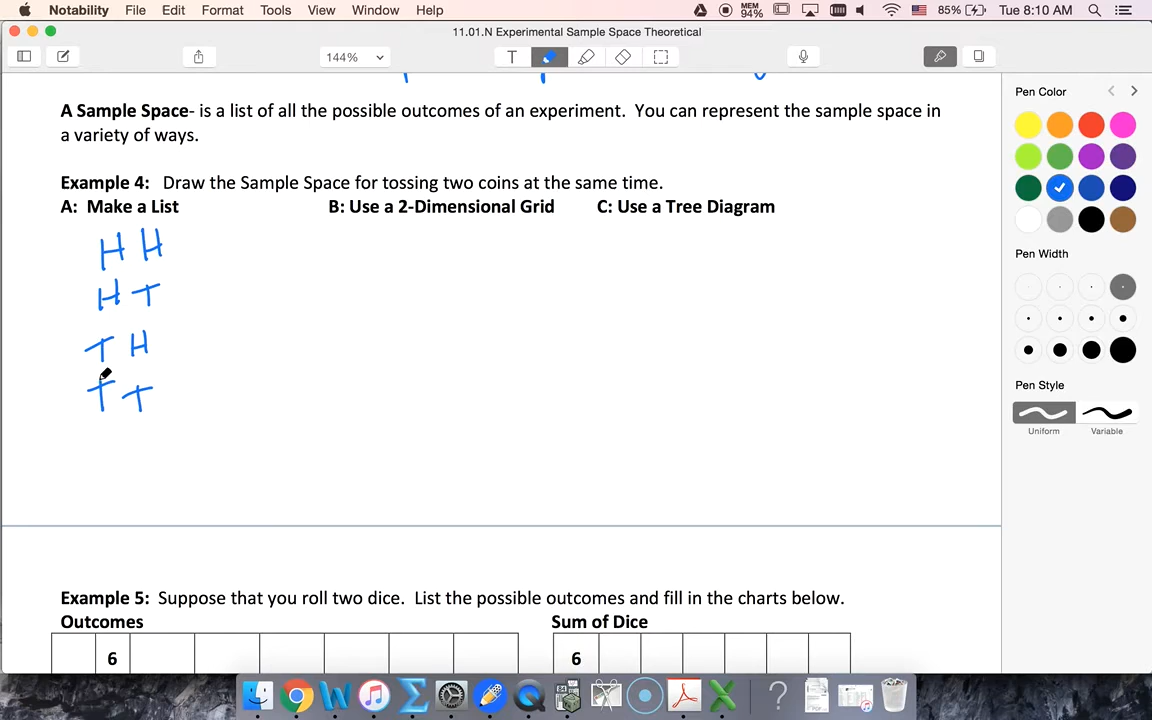 Notability File Edit Format Tools View Window Help MEM 94% 85% Tue 8:10 AM
11.01.N Experimental Sample Space Theoretical
144% T
A Sample Space- is a list of all the possible outcomes of an experiment. You can represent the sample space in
a variety of ways.
Example 4: Draw the Sample Space for tossing two coins at the same time.
A: Make a List B: Use a 2-Dimensional Grid C: Use a Tree Diagram
H H
H T
T H
T T
Example 5: Suppose that you roll two dice. List the possible outcomes and fill in the charts below.
Outcomes Sum of Dice
6 6
Pen Color
Pen Width
Pen Style
Uniform Variable